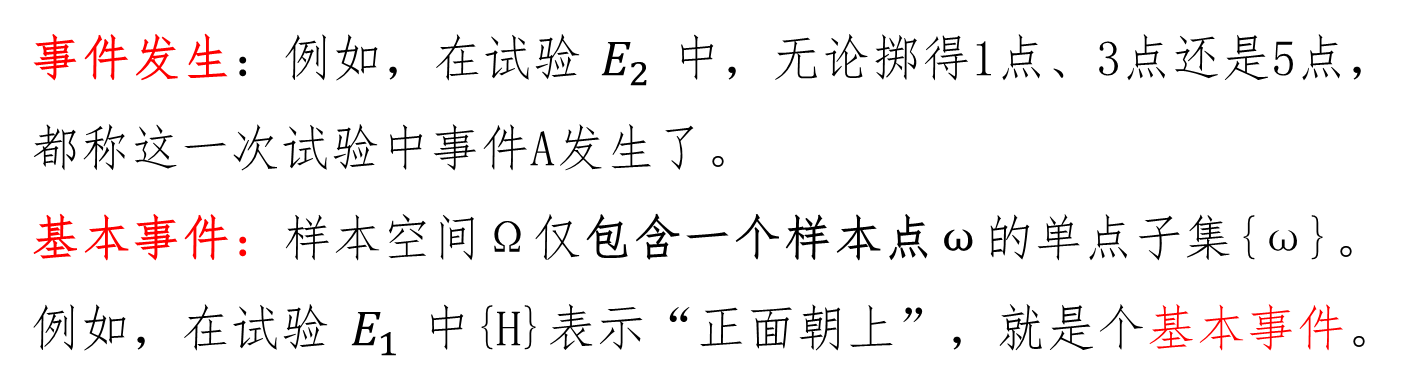 事件发生：例如，在试验 E₂ 中，无论掷得1点、3点还是5点，
都称这一次试验中事件A发生了。
基本事件：样本空间Ω仅包含一个样本点ω的单点子集{ω}。
例如，在试验 E₁ 中{H}表示“正面朝上”，就是个基本事件。